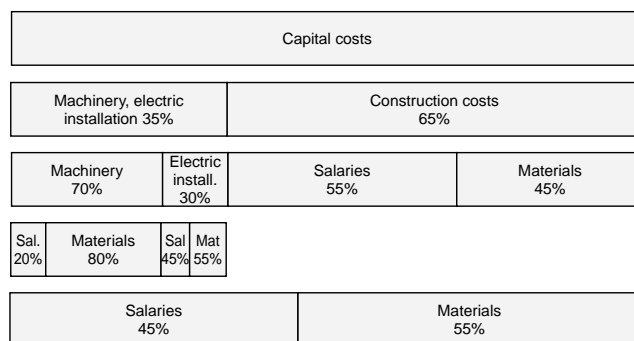 Capital costs
Machinery, electric
installation 35%
Construction costs
65%
Machinery
70%
Electric
install.
30%
Salaries
55%
Materials
45%
Sal.
20%
Materials
80%
Sal
45%
Mat
55%
Salaries
45%
Materials
55%